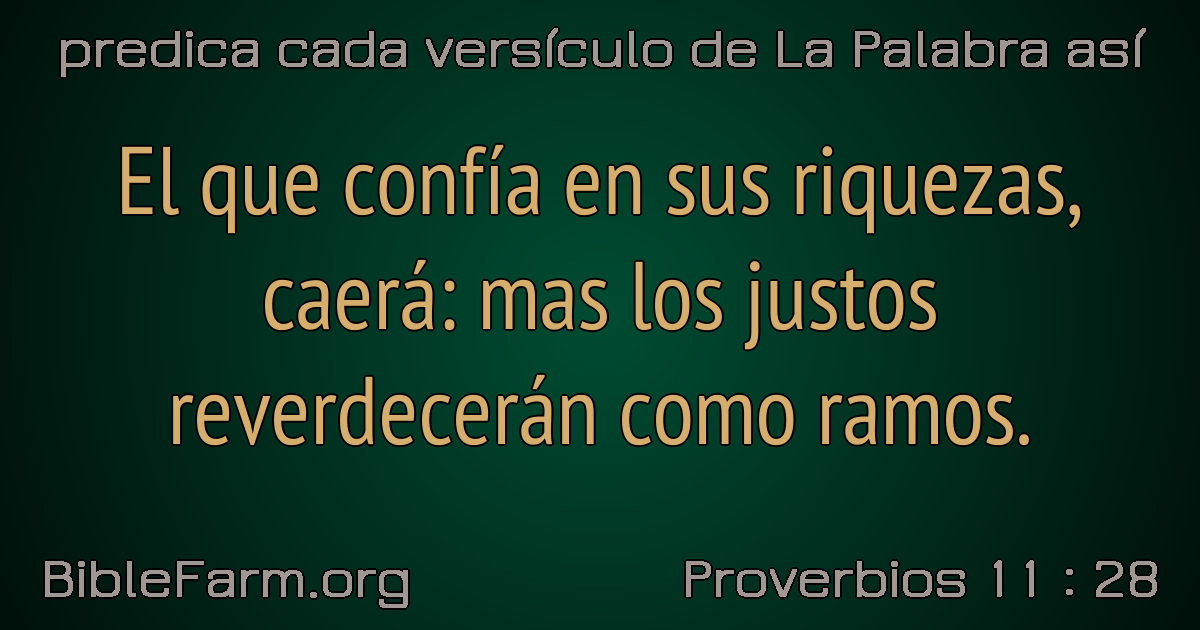 predica cada versículo de La Palabra así
El que confía en sus riquezas,
caerá: mas los justos
reverdecerán como ramos.
BibleFarm.org
Proverbios 11 : 28